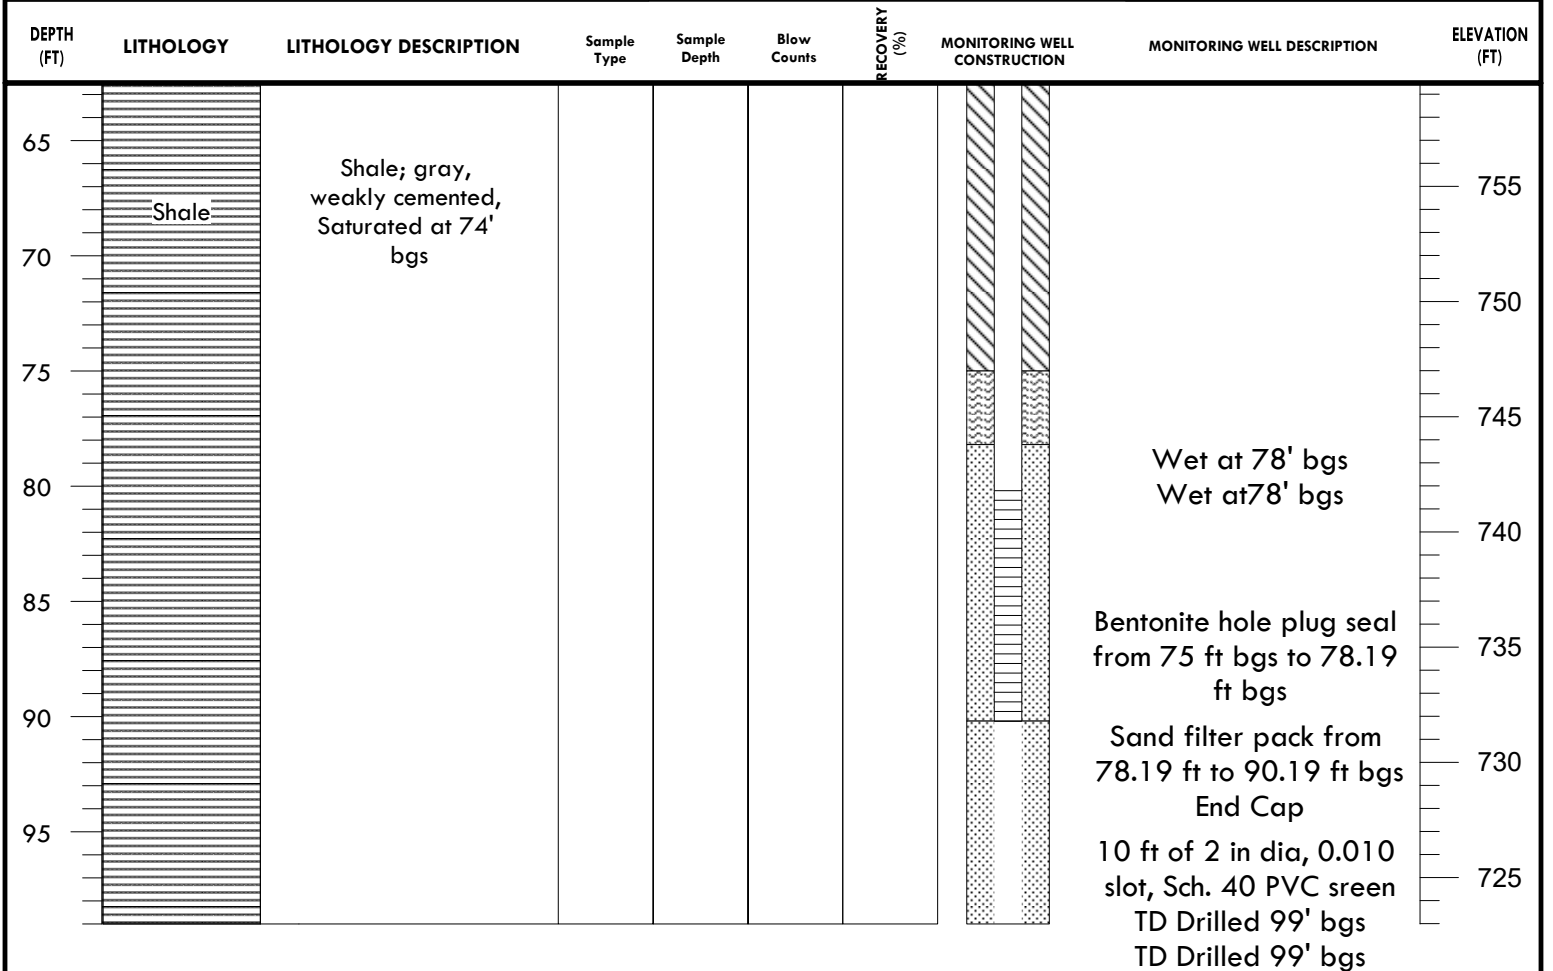 DEPTH
(FT)
LITHOLOGY
LITHOLOGY DESCRIPTION
Sample
Type
Sample
Depth
Blow
Counts
RECOVERY
(%)
MONITORING WELL
CONSTRUCTION
MONITORING WELL DESCRIPTION
ELEVATION
(FT)
65
70
75
80
85
90
95
Shale
Shale; gray,
weakly cemented,
Saturated at 74'
bgs
Wet at 78' bgs
Wet at78' bgs
Bentonite hole plug seal
from 75 ft bgs to 78.19
ft bgs
Sand filter pack from
78.19 ft to 90.19 ft bgs
End Cap
10 ft of 2 in dia, 0.010
slot, Sch. 40 PVC sreen
TD Drilled 99' bgs
TD Drilled 99' bgs
755
750
745
740
735
730
725